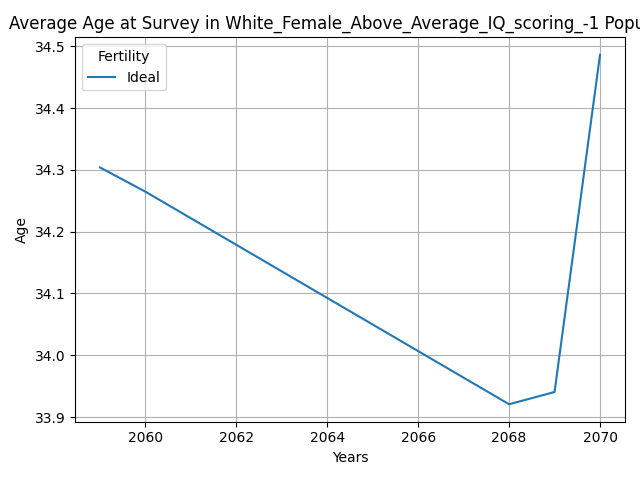 Average Age at Survey in White_Female_Above_Average_IQ_scoring_-1 Popu
34.5
Fertility
Ideal
34.4
34.3
34.2
34.1
34.0
33.9
Age
2060 2062 2064 2066 2068 2070
Years